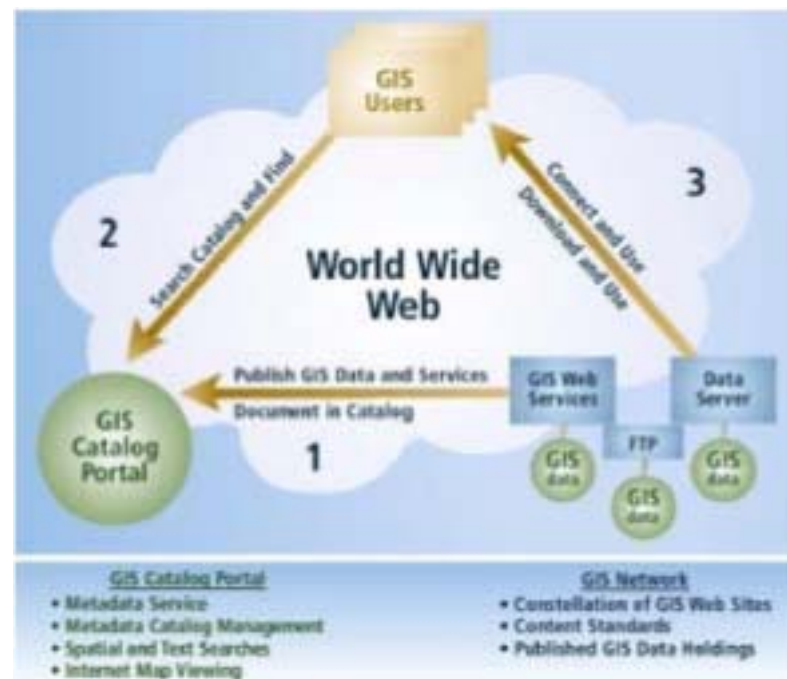 GIS
Users
2
Search Catalog and Find
3
Connect and Use
Download and Use
World Wide
Web
Publish GIS Data and Services
Document in Catalog
1
GIS
Catalog
Portal
GIS Web
Services
Data
Server
FTP
GIS
data
GIS
data
GIS
data
GIS Catalog Portal
• Metadata Service
• Metadata Catalog Management
• Spatial and Text Searches
• Internet Map Viewing
GIS Network
• Constellation of GIS Web Sites
• Content Standards
• Published GIS Data Holdings